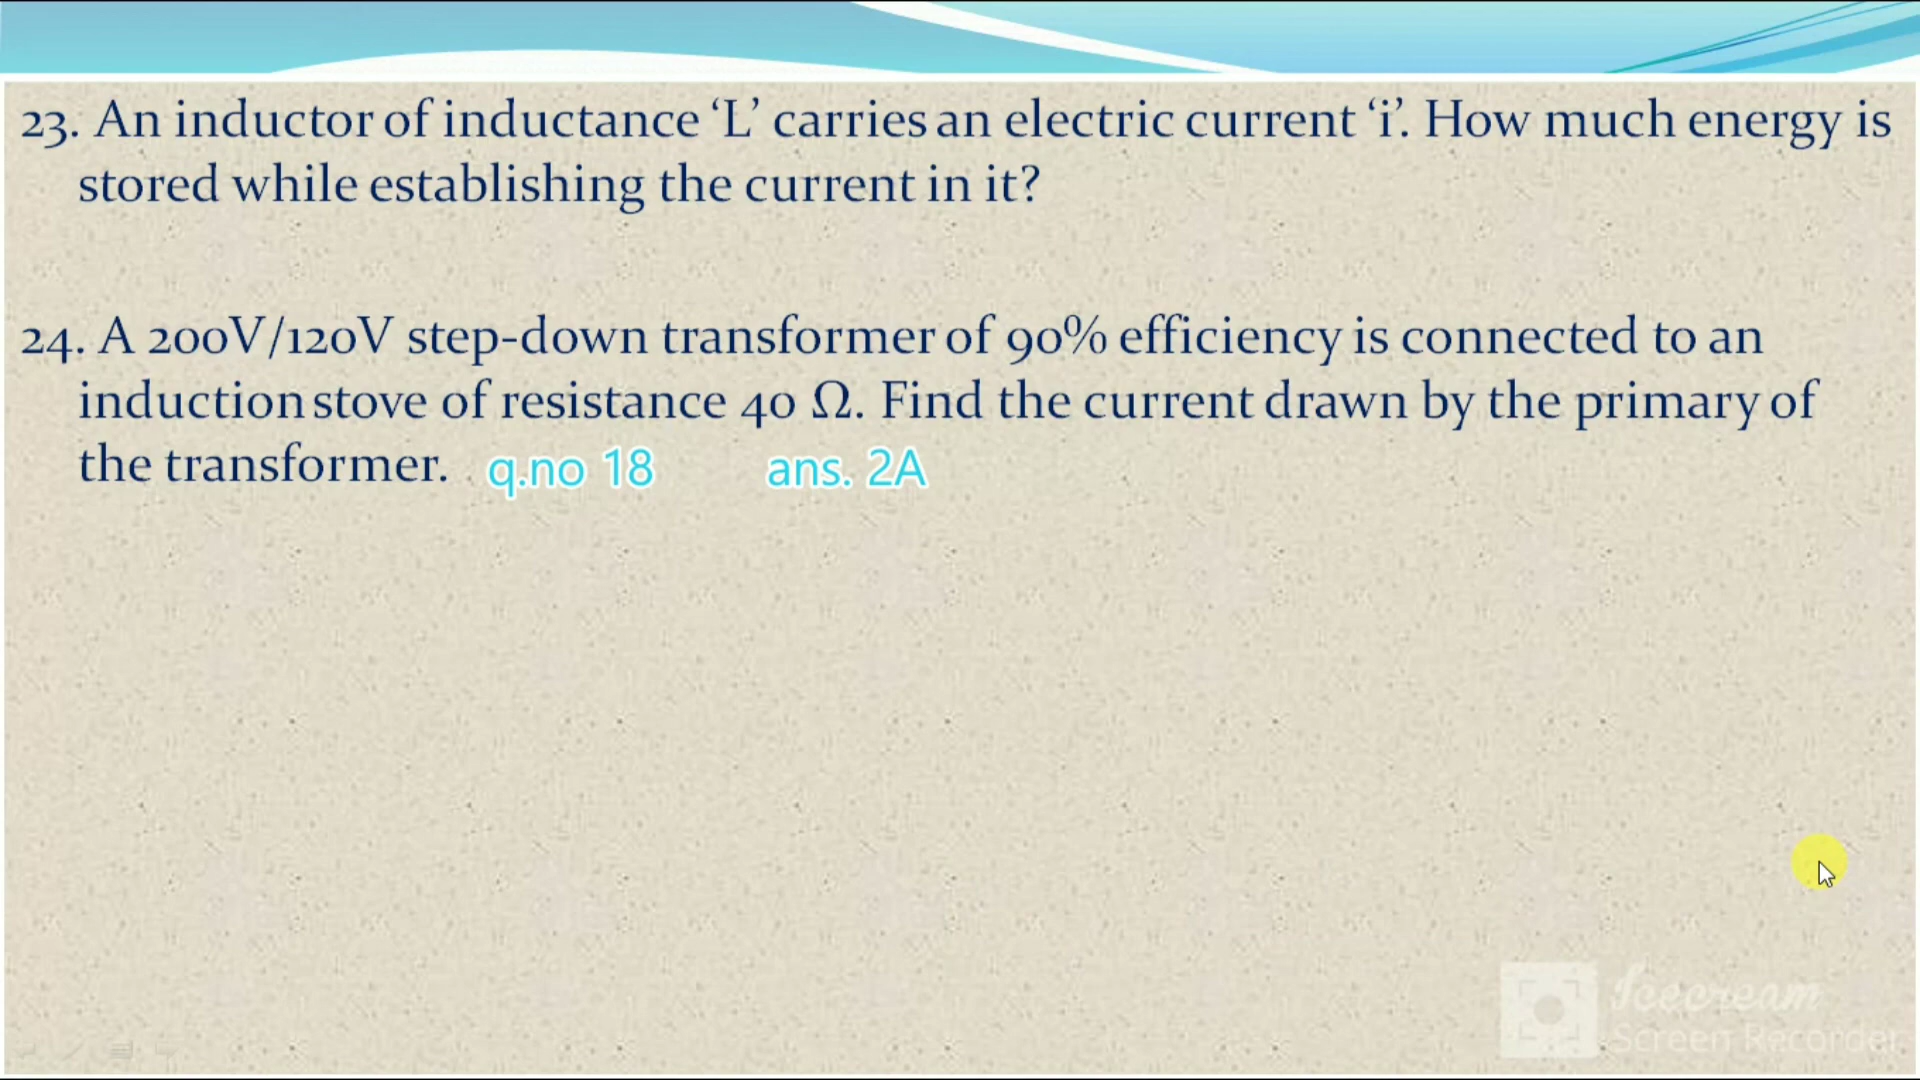 23. An inductor of inductance ‘L’ carries an electric current ‘i’. How much energy is
stored while establishing the current in it?
24. A 200V/120V step-down transformer of 90% efficiency is connected to an
induction stove of resistance 40 Ω. Find the current drawn by the primary of
the transformer. q.no 18 ans. 2A
Icecream
Screen Recorder